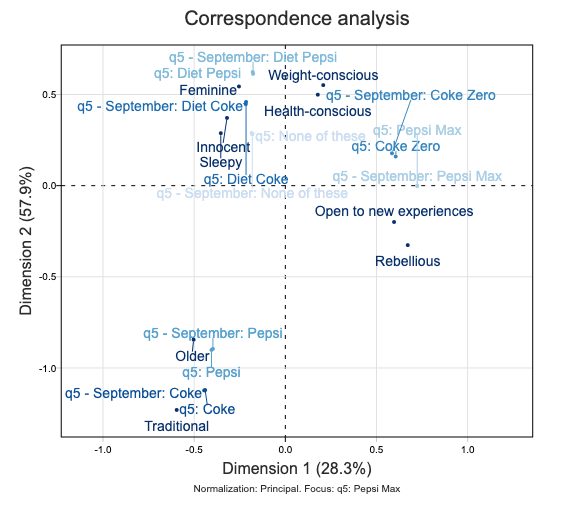 Correspondence analysis
q5 - September: Diet Pepsi
q5: Diet Pepsi
Weight-conscious
Feminine
q5 - September: Coke Zero
0.5
q5 - September: Diet Coke
Health-conscious
q5: Pepsi Max
q5: None of these
Innocent
q5: Coke Zero
Sleepy
q5: Diet Coke
q5 - September: Pepsi Max
0.0
q5 - September: None of these
Open to new experiences
Rebellious
-0.5
Dimension 2 (57.9%)
q5 - September: Pepsi
Older
-1.0
q5: Pepsi
q5 - September: Coke
q5: Coke
Traditional
-1.0 -0.5 0.0 0.5 1.0
Dimension 1 (28.3%)
Normalization: Principal. Focus: q5: Pepsi Max